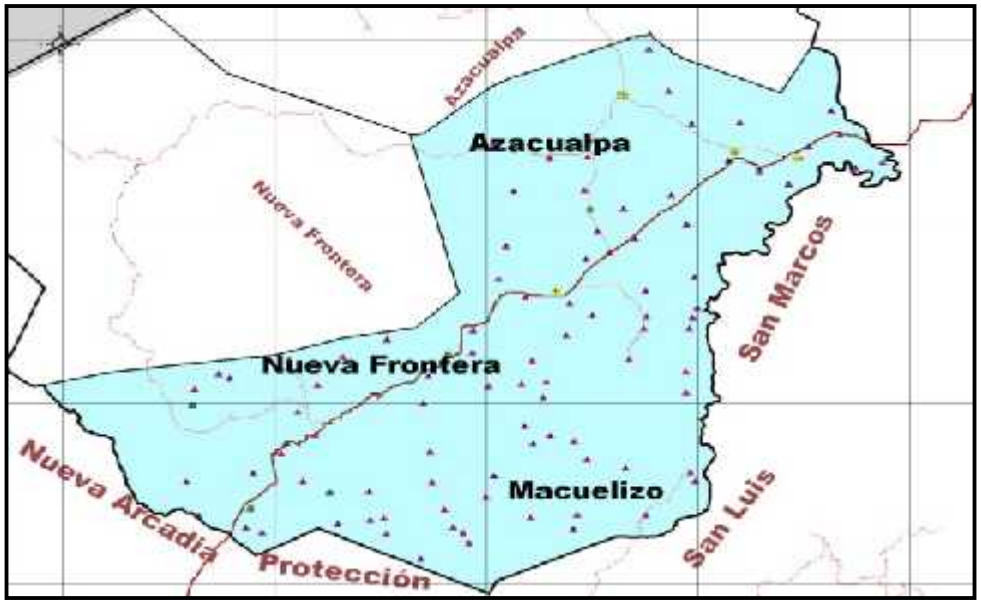 Azacualpa
Azacualpa
Nueva Frontera
San Marcos
Nueva Frontera
Macuelizo
Nueva Arcadia
Protección
San Luis